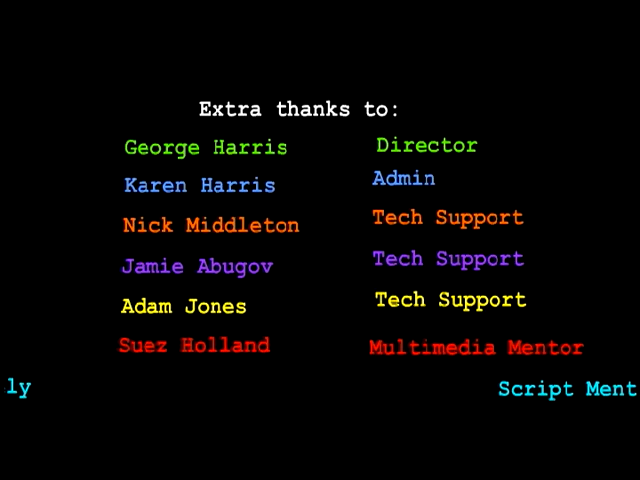 Extra thanks to:
George Harris Director
Karen Harris Admin
Nick Middleton Tech Support
Jamie Abugov Tech Support
Adam Jones Tech Support
Suez Holland Multimedia Mentor
ly Script Ment